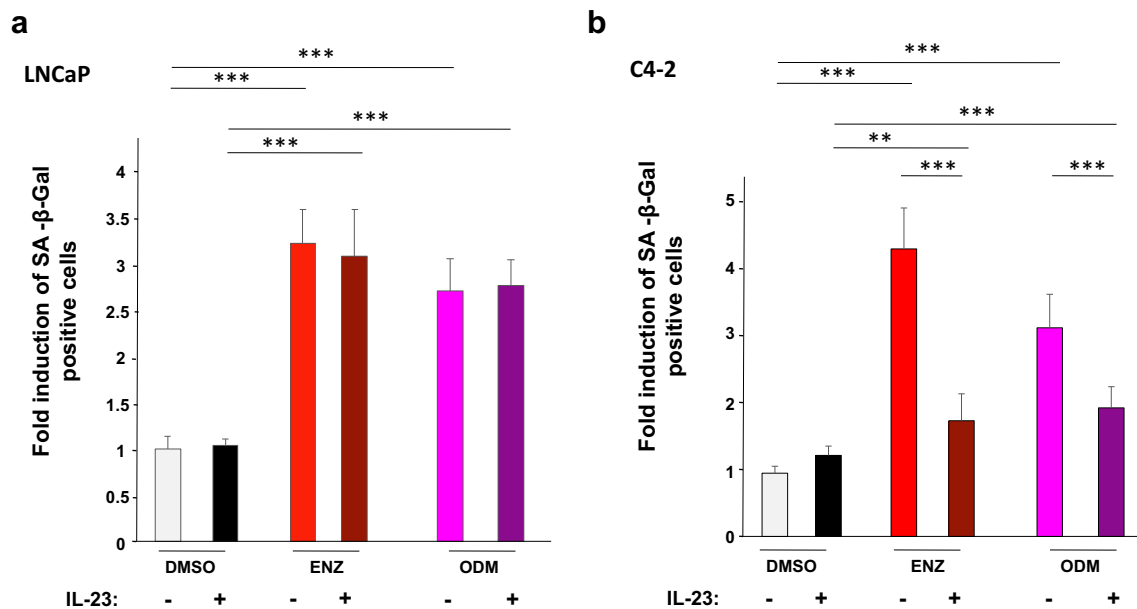 a
LNCaP
***
***
***
***
Fold induction of SA -β-Gal
positive cells
4
3.5
3
2.5
2
1.5
1
0.5
0
DMSO
ENZ
ODM
IL-23:
- + - + - +
b
C4-2
***
***
***
**
***
***
Fold induction of SA -β-Gal
positive cells
5
4
3
2
1
0
DMSO
ENZ
ODM
IL-23:
- + - + - +